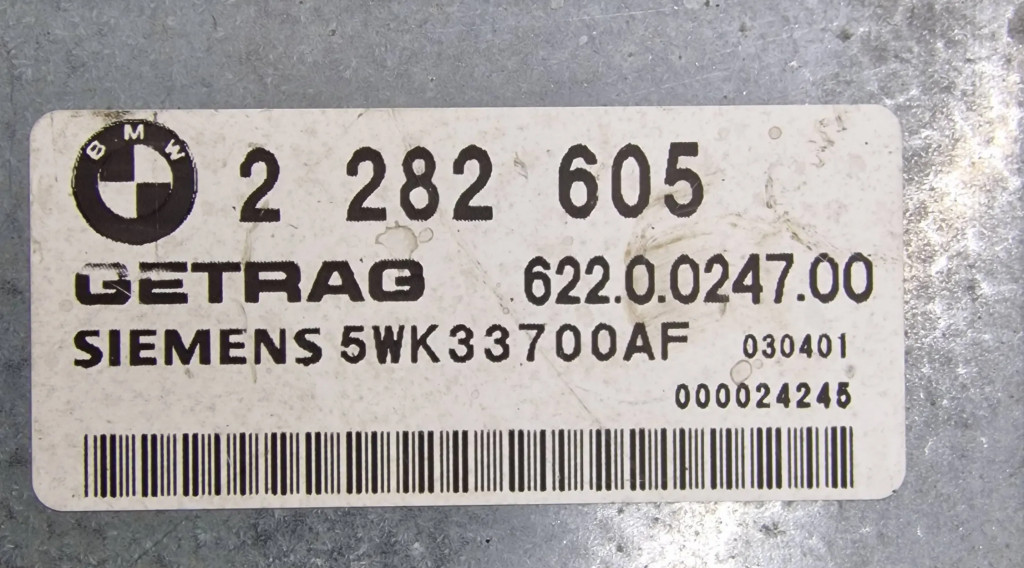 BMW 2 282 605
GETRAG 622.0.0247.00
SIEMENS 5WK33700AF 030401
000024245